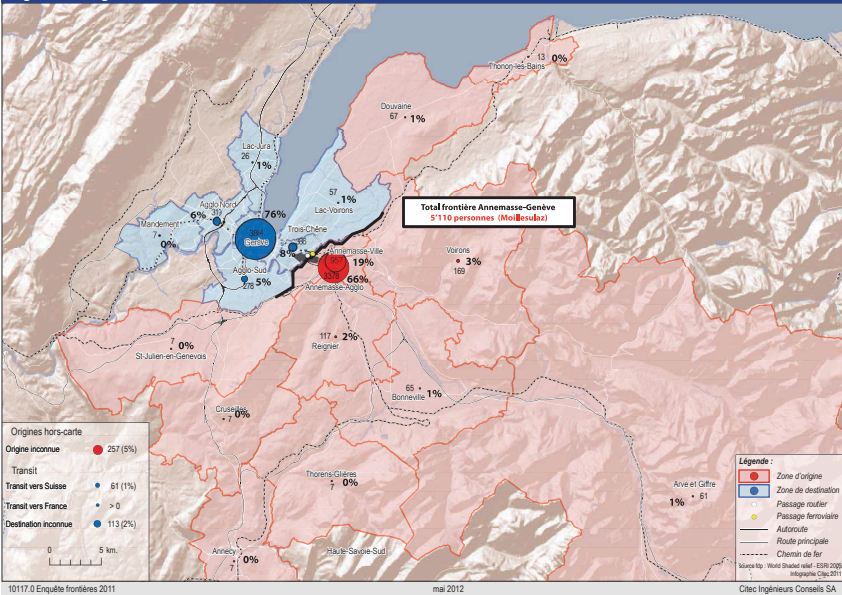 13 0%
Thonon-les-Bains
Douvaine
67 1%
Lac-Jura
26 1%
57 1%
Lac-Voirons
Agglo-Nord
6% 319
76%
Genève
Mandement
7
0%
Trois-Chêne
8%
Total frontière Annemasse-Genève
5'110 personnes (Moillesulaz)
Annemasse-Ville
19%
3378 66%
Annemasse-Agglo
Voirons
3%
169
Agglo-Sud
5%
278
7 0%
St-Julien-en-Genevois
117 2%
Reignier
65 1%
Bonneville
Cruseilles
7 0%
Thorens-Glières
0%
7
Arve et Giffre
1% 61
Annecy
0%
7
Haute-Savoie-Sud
Origines hors-carte
Origine inconnue 257 (5%)
Transit
Transit vers Suisse 61 (1%)
Transit vers France > 0
Destination inconnue 113 (2%)
0 5 km.
Légende :
Zone d'origine
Zone de destination
Passage routier
Passage ferroviaire
Autoroute
Route principale
Chemin de fer
Source fdp : World Shaded relief - ESRI 2009
Infographie Citec 2011
10117.0 Enquête frontières 2011
mai 2012
Citec Ingénieurs Conseils SA